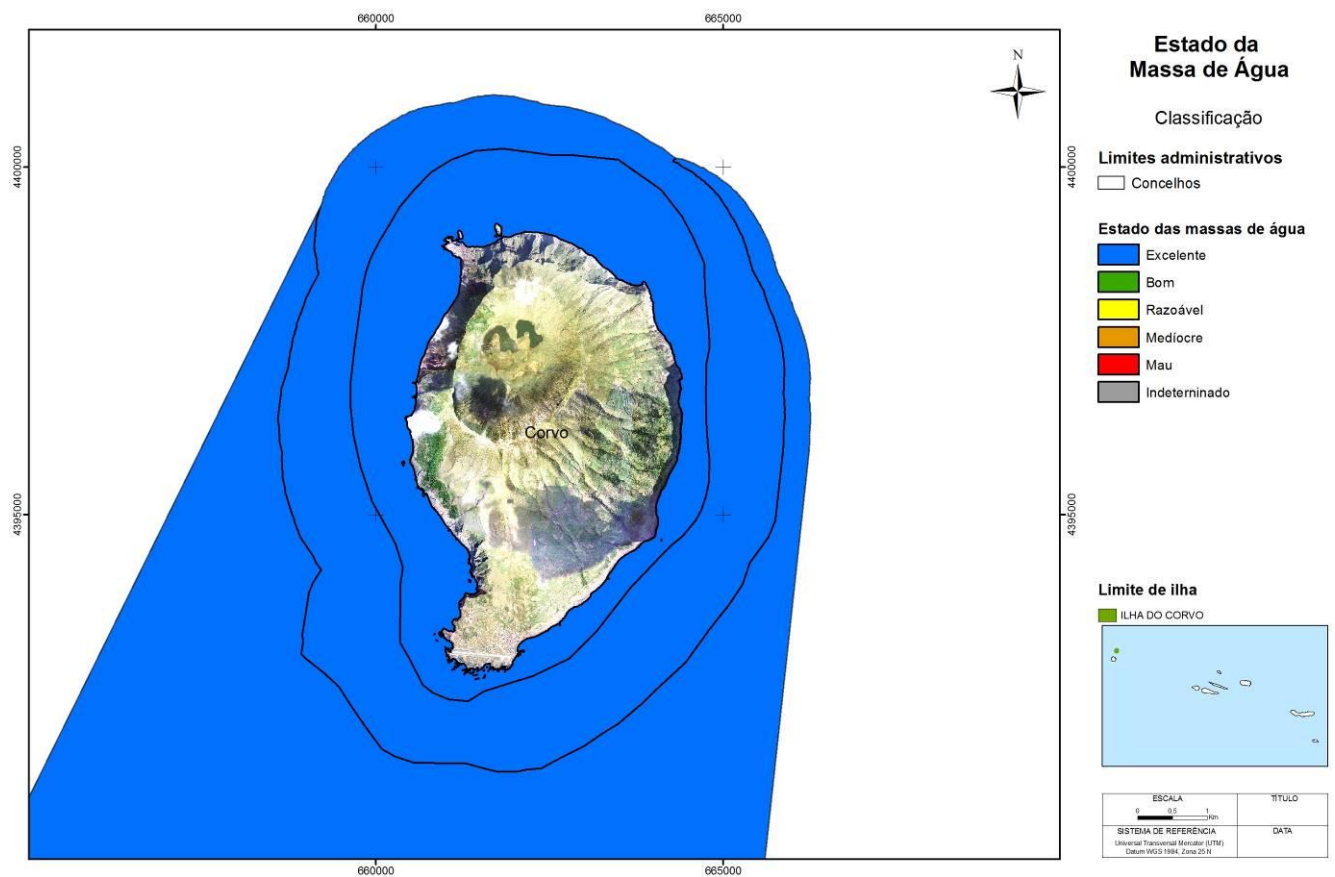 660000
665000
4400000
4400000
4395000
4395000
N
Corvo
660000
665000
Estado da
Massa de Água
Classificação
Limites administrativos
Concelhos
Estado das massas de água
Excelente
Bom
Razoável
Medíocre
Mau
Indeterninado
Limite de ilha
ILHA DO CORVO
ESCALA
0 0.5 1
Km
TÍTULO
SISTEMA DE REFERÊNCIA
Universal Transversal Mercator (UTM)
Datum WGS 1984, Zona 25 N
DATA